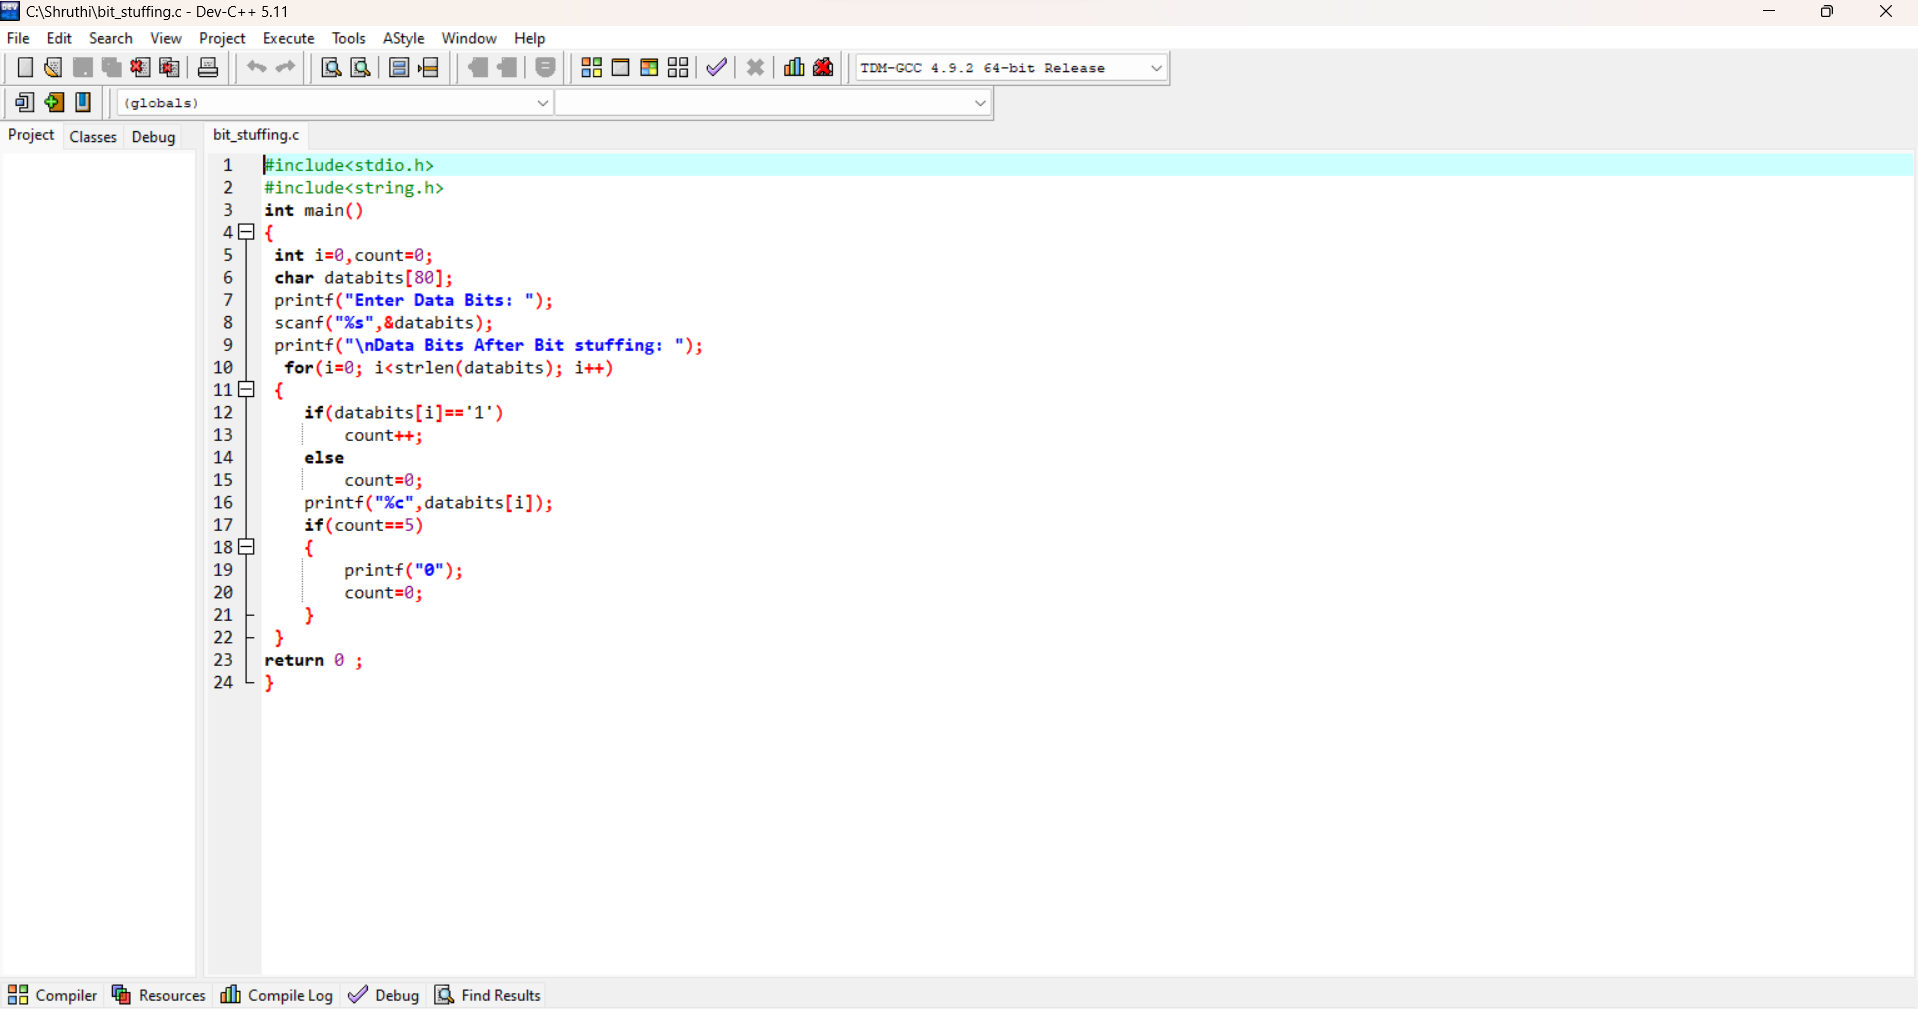 C:\Shruthi\bit_stuffing.c - Dev-C++ 5.11
File Edit Search View Project Execute Tools AStyle Window Help
TDM-GCC 4.9.2 64-bit Release
(globals)
Project Classes Debug bit_stuffing.c
1 #include<stdio.h>
2 #include<string.h>
3 int main()
4 {
5 int i=0,count=0;
6 char databits[80];
7 printf("Enter Data Bits: ");
8 scanf("%s",&databits);
9 printf("\nData Bits After Bit stuffing: ");
10 for(i=0; i<strlen(databits); i++)
11 {
12 if(databits[i]=='1')
13 count++;
14 else
15 count=0;
16 printf("%c",databits[i]);
17 if(count==5)
18 {
19 printf("0");
20 count=0;
21 }
22 }
23 return 0 ;
24 }
Compiler Resources Compile Log Debug Find Results